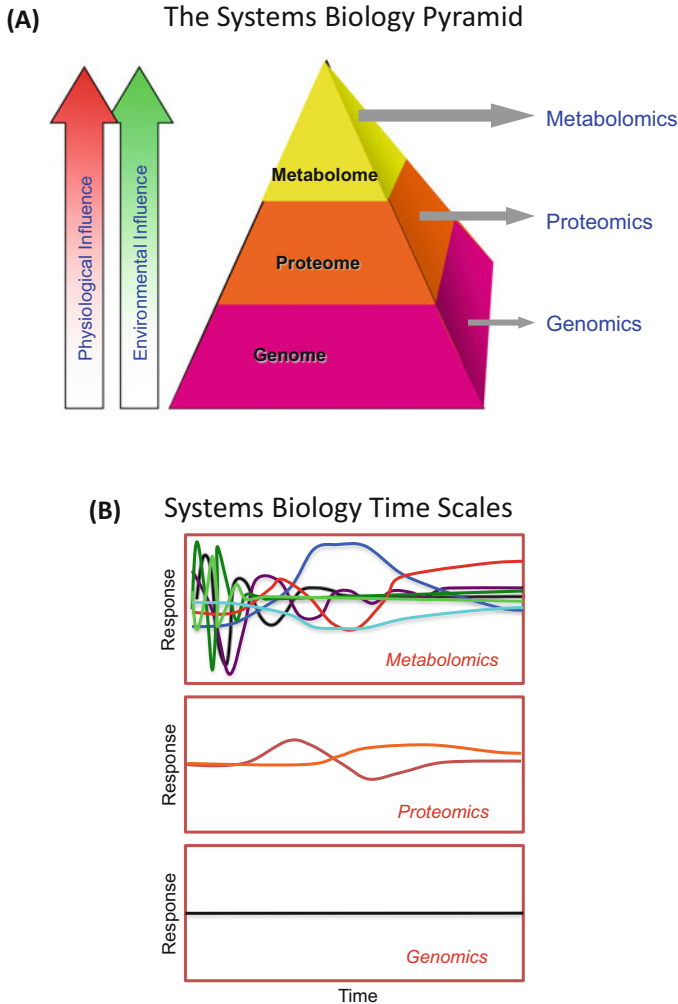 (A) The Systems Biology Pyramid
Physiological Influence
Environmental Influence
Metabolome
Proteome
Genome
Metabolomics
Proteomics
Genomics
(B) Systems Biology Time Scales
Response
Metabolomics
Response
Proteomics
Response
Genomics
Time